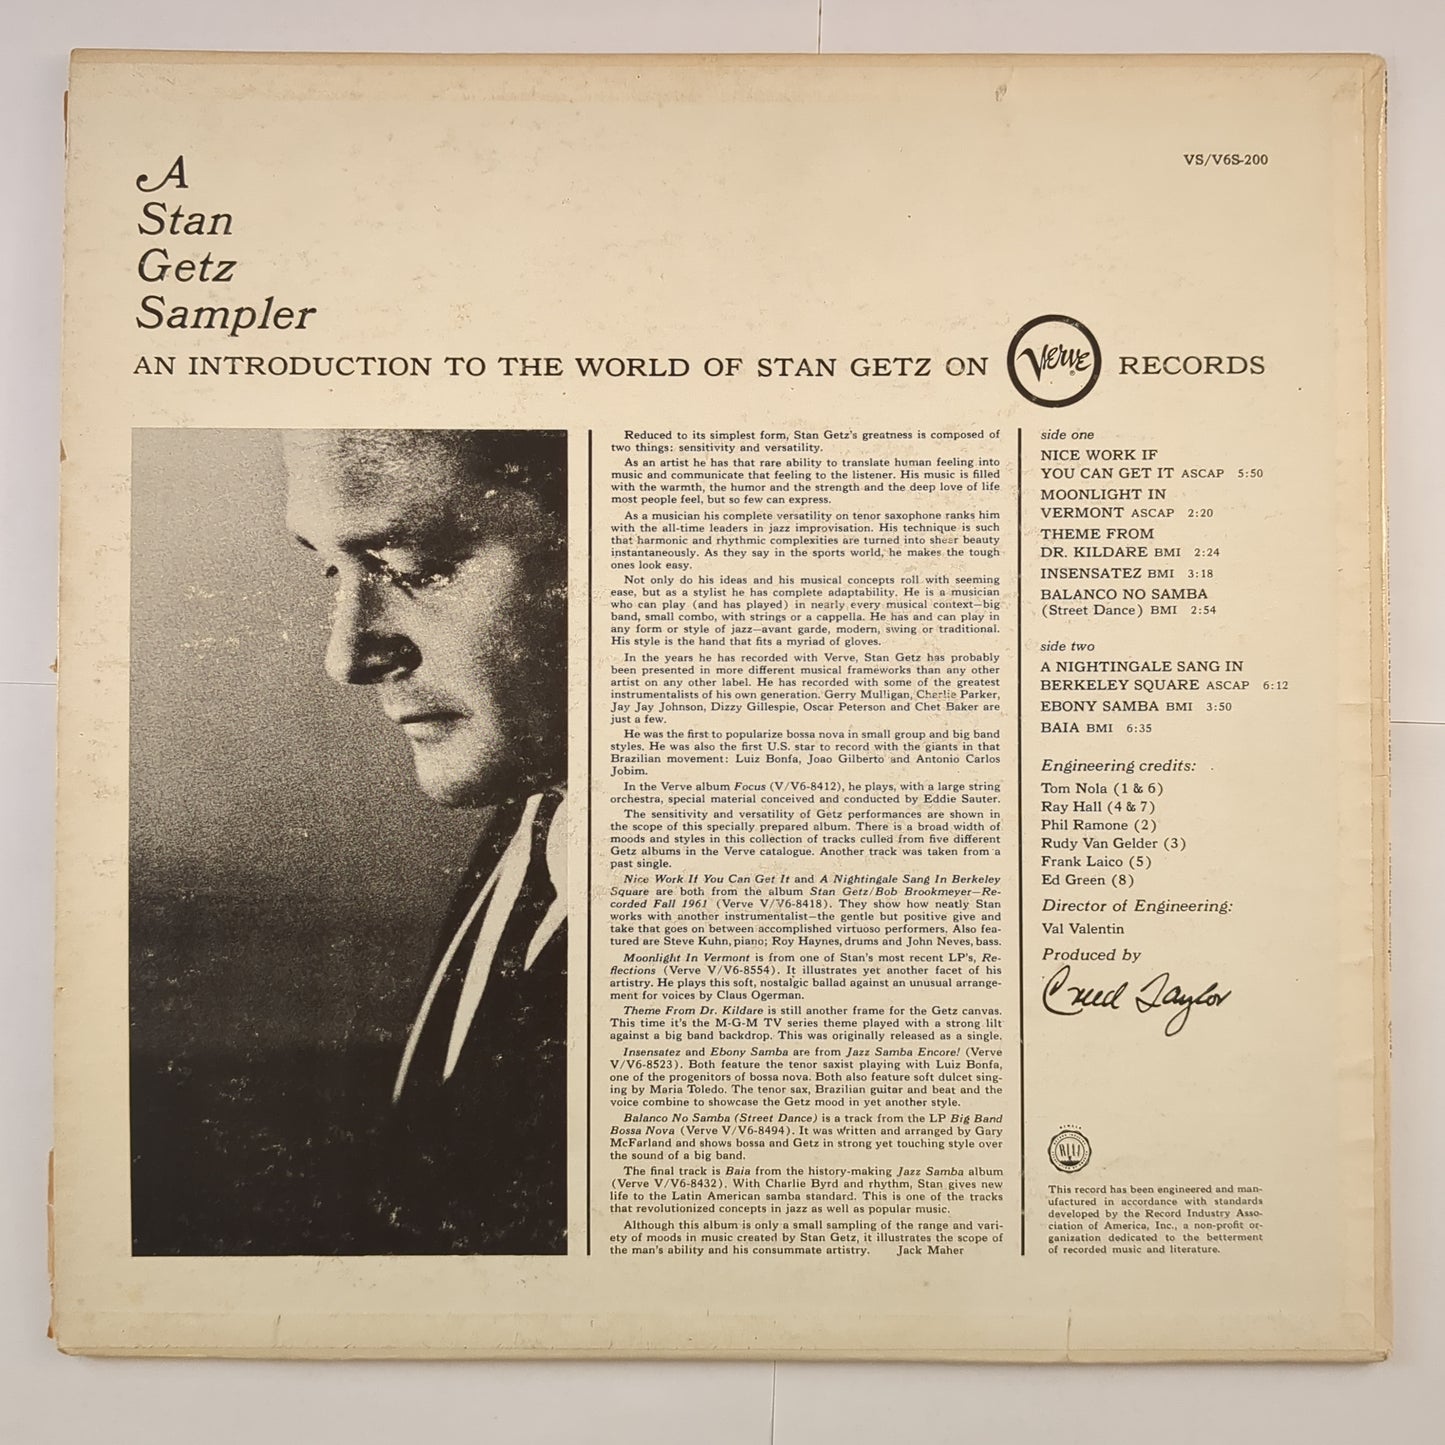 VS/V6S-200
A
Stan
Getz
Sampler
AN INTRODUCTION TO THE WORLD OF STAN GETZ ON Verve RECORDS
Reduced to its simplest form, Stan Getz's greatness is composed of
two things: sensitivity and versatility.
As an artist he has that rare ability to translate human feeling into
music and communicate that feeling to the listener. His music is filled
with the warmth, the humor and the strength and the deep love of life
most people feel, but so few can express.
As a musician his complete versatility on tenor saxophone ranks him
with the all-time leaders in jazz improvisation. His technique is such
that harmonic and rhythmic complexities are turned into sheer beauty
instantaneously. As they say in the sports world, he makes the tough
ones look easy.
Not only do his ideas and his musical concepts roll with seeming
ease, but as a stylist he has complete adaptability. He is a musician
who can play (and has played) in nearly every musical context—big
band, small combo, with strings or a cappella. He has and can play in
any form or style of jazz—avant garde, modern, swing or traditional.
His style is the hand that fits a myriad of gloves.
In the years he has recorded with Verve, Stan Getz has probably
been presented in more different musical frameworks than any other
artist on any other label. He has recorded with some of the greatest
instrumentalists of his own generation. Gerry Mulligan, Charlie Parker,
Jay Jay Johnson, Dizzy Gillespie, Oscar Peterson and Chet Baker are
just a few.
He was the first to popularize bossa nova in small group and big band
styles. He was also the first U.S. star to record with the giants in that
Brazilian movement: Luiz Bonfa, Joao Gilberto and Antonio Carlos
Jobim.
In the Verve album Focus (V/V6-8412), he plays, with a large string
orchestra, special material conceived and conducted by Eddie Sauter.
The sensitivity and versatility of Getz performances are shown in
the scope of this specially prepared album. There is a broad width of
moods and styles in this collection of tracks culled from five different
Getz albums in the Verve catalogue. Another track was taken from a
past single.
Nice Work If You Can Get It and A Nightingale Sang In Berkeley
Square are both from the album Stan Getz/Bob Brookmeyer—Re-
corded Fall 1961 (Verve V/V6-8418). They show how neatly Stan
works with another instrumentalist—the gentle but positive give and
take that goes on between accomplished virtuoso performers. Also fea-
tured are Steve Kuhn, piano; Roy Haynes, drums and John Neves, bass.
Moonlight In Vermont is from one of Stan's most recent LP's, Re-
flections (Verve V/V6-8554). It illustrates yet another facet of his
artistry. He plays this soft, nostalgic ballad against an unusual arrange-
ment for voices by Claus Ogerman.
Theme From Dr. Kildare is still another frame for the Getz canvas.
This time it's the M-G-M TV series theme played with a strong lilt
against a big band backdrop. This was originally released as a single.
Insensatez and Ebony Samba are from Jazz Samba Encore! (Verve
V/V6-8523). Both feature the tenor saxist playing with Luiz Bonfa,
one of the progenitors of bossa nova. Both also feature soft dulcet sing-
ing by Maria Toledo. The tenor sax, Brazilian guitar and beat and the
voice combine to showcase the Getz mood in yet another style.
Balanco No Samba (Street Dance) is a track from the LP Big Band
Bossa Nova (Verve V/V6-8494). It was written and arranged by Gary
McFarland and shows bossa and Getz in strong yet touching style over
the sound of a big band.
The final track is Baia from the history-making Jazz Samba album
(Verve V/V6-8432). With Charlie Byrd and rhythm, Stan gives new
life to the Latin American samba standard. This is one of the tracks
that revolutionized concepts in jazz as well as popular music.
Although this album is only a small sampling of the range and vari-
ety of moods in music created by Stan Getz, it illustrates the scope of
the man's ability and his consummate artistry. Jack Maher
side one
NICE WORK IF
YOU CAN GET IT ASCAP 5:50
MOONLIGHT IN
VERMONT ASCAP 2:20
THEME FROM
DR. KILDARE BMI 2:24
INSENSATEZ BMI 3:18
BALANCO NO SAMBA
(Street Dance) BMI 2:54
side two
A NIGHTINGALE SANG IN
BERKELEY SQUARE ASCAP 6:12
EBONY SAMBA BMI 3:50
BAIA BMI 6:35
Engineering credits:
Tom Nola (1 & 6)
Ray Hall (4 & 7)
Phil Ramone (2)
Rudy Van Gelder (3)
Frank Laico (5)
Ed Green (8)
Director of Engineering:
Val Valentin
Produced by
Creed Taylor
RIAA
This record has been engineered and man-
ufactured in accordance with standards
developed by the Record Industry Asso-
ciation of America, Inc., a non-profit or-
ganization dedicated to the betterment
of recorded music and literature.